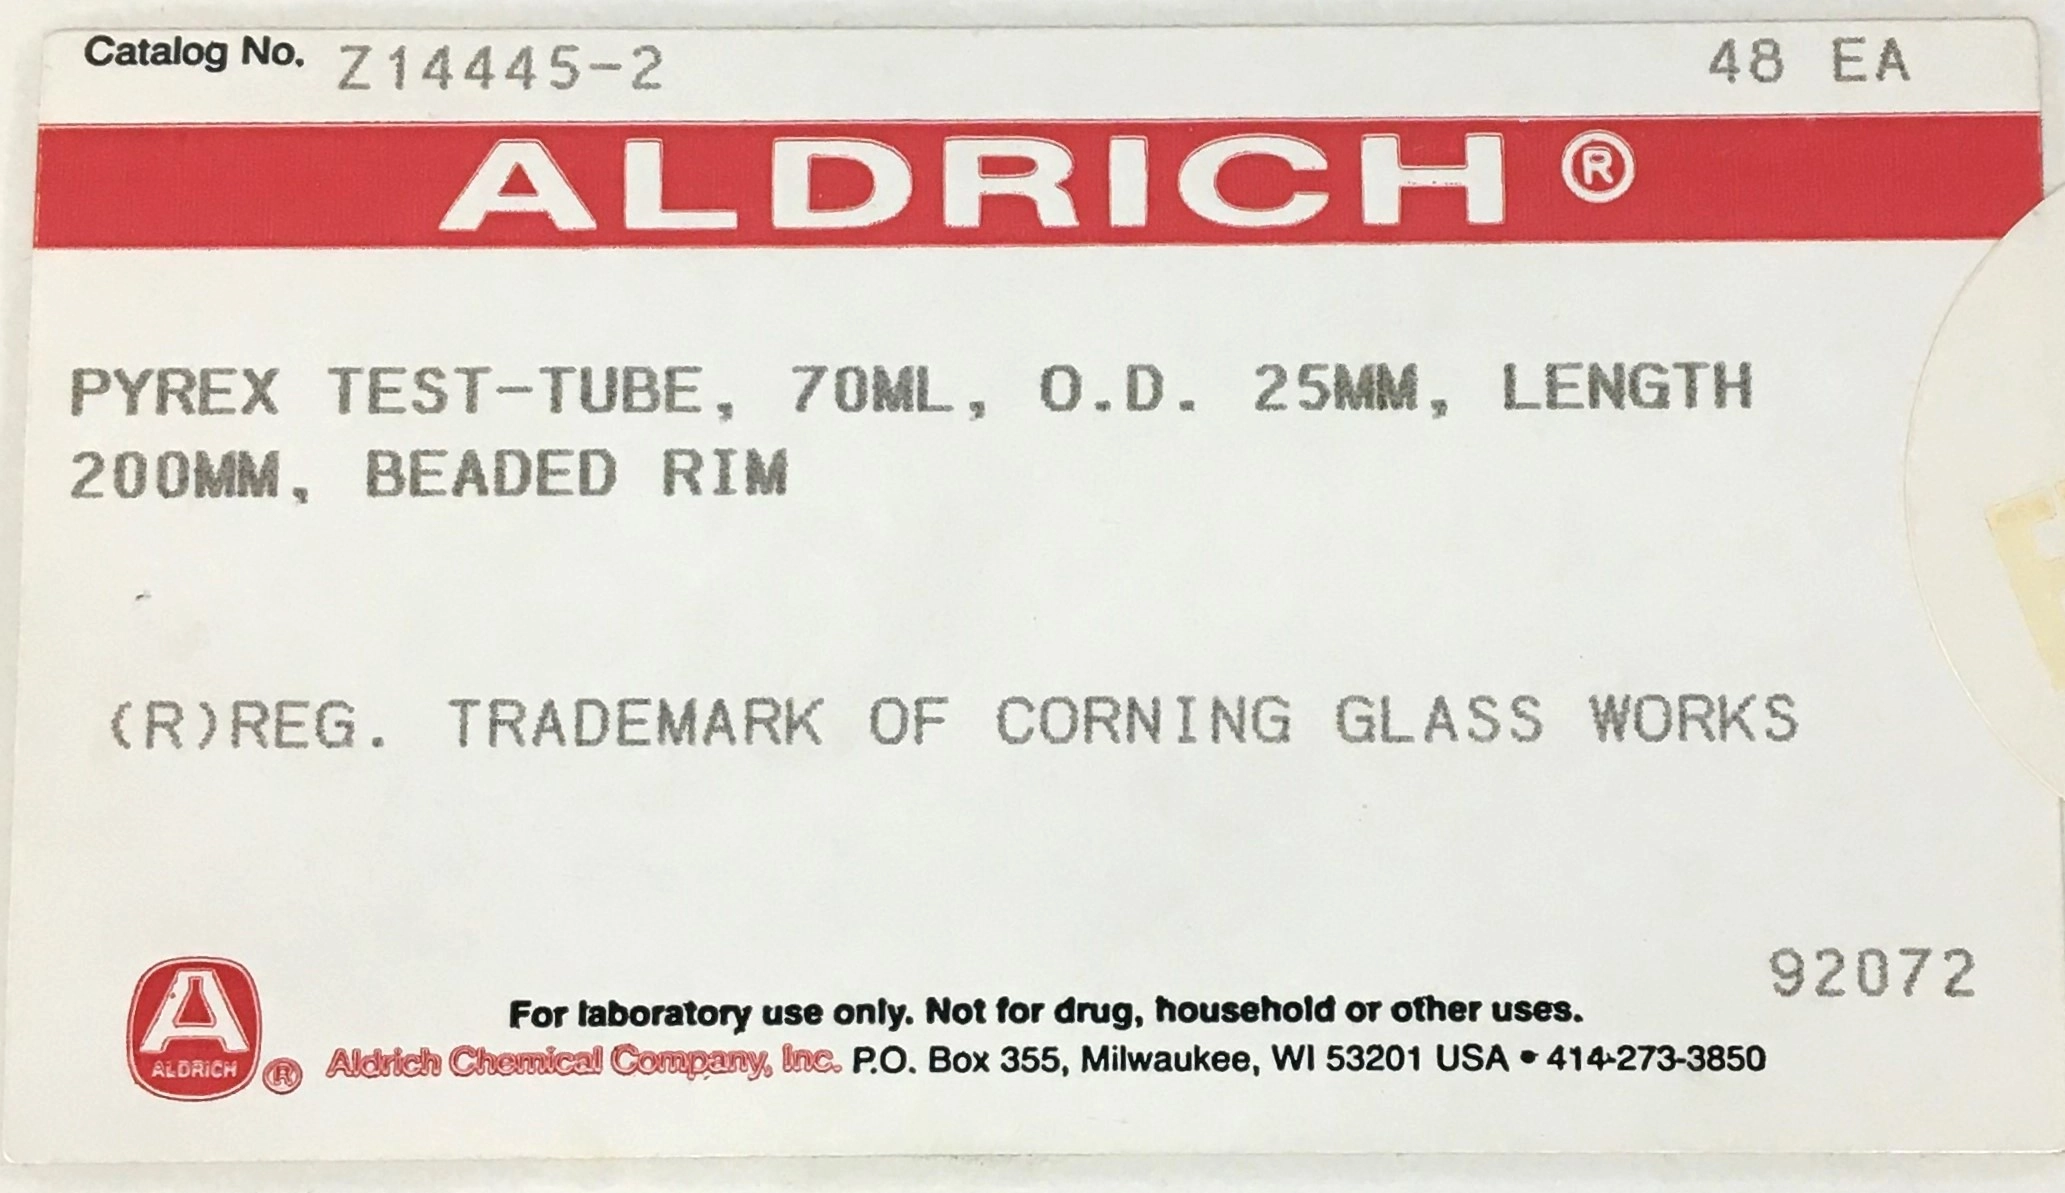 Catalog No. Z14445-2 48 EA
ALDRICH®
PYREX TEST-TUBE, 70ML, O.D. 25MM, LENGTH
200MM, BEADED RIM
(R)REG. TRADEMARK OF CORNING GLASS WORKS
92072
For laboratory use only. Not for drug, household or other uses.
ALDRICH ® Aldrich Chemical Company, Inc. P.O. Box 355, Milwaukee, WI 53201 USA • 414-273-3850